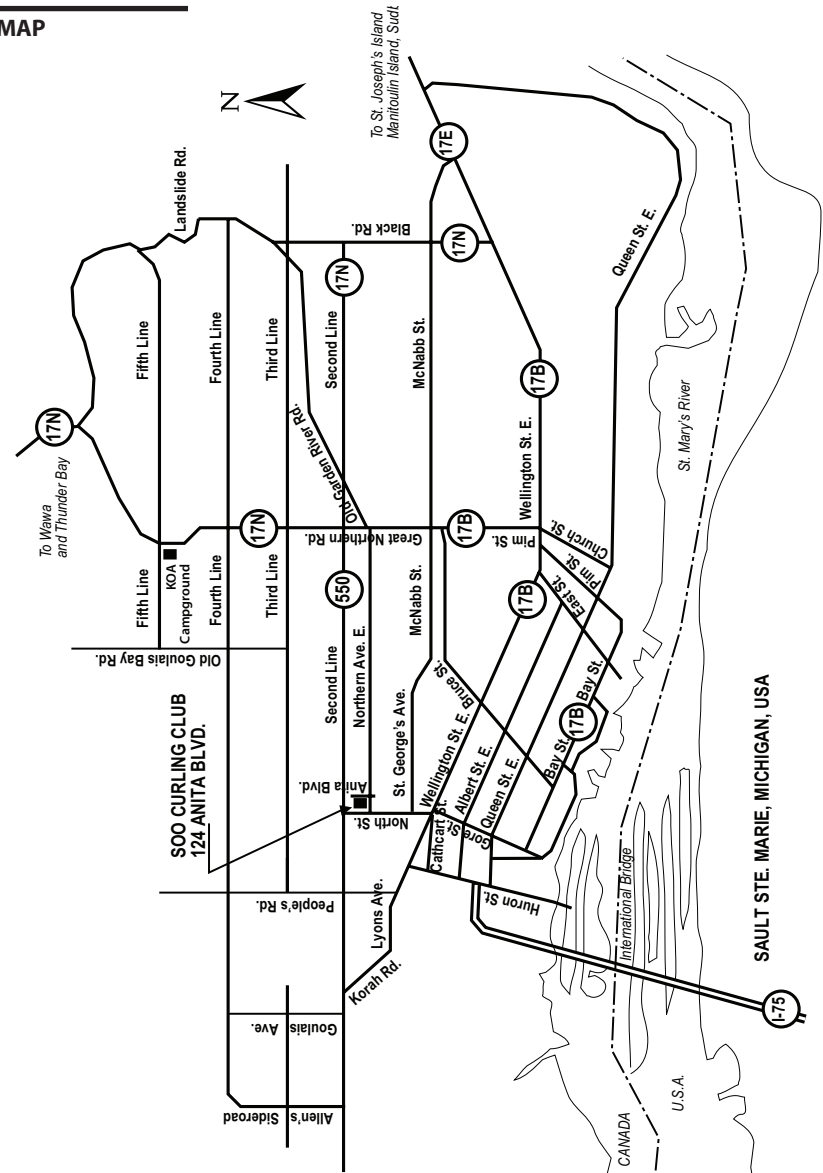 MAP
N
To St. Joseph's Island
Manitoulin Island, Sudt
17E
Landslide Rd.
17N
To Wawa
and Thunder Bay
Fifth Line
Fifth Line
KOA
Campground
Fourth Line
Fourth Line
17N
Third Line
Third Line
Old Goulais Bay Rd.
Black Rd.
17N
17N
Second Line
Second Line
550
Old Garden River Rd.
Great Northern Rd.
Northern Ave. E.
SOO CURLING CLUB
124 ANITA BLVD.
Anita Blvd.
North St.
St. George's Ave.
McNabb St.
McNabb St.
People's Rd.
Lyons Ave.
Korah Rd.
Goulais Ave.
Allen's Sideroad
17B
Pim St.
Wellington St. E.
17B
Queen St. E.
Church St.
Pim St.
East St.
17B
Wellington St. E.
Bruce St.
Albert St. E.
Queen St. E.
Cathcart St.
Gore St.
Bay St.
Bay St.
17B
Huron St.
International Bridge
St. Mary's River
SAULT STE. MARIE, MICHIGAN, USA
I-75
CANADA
U.S.A.